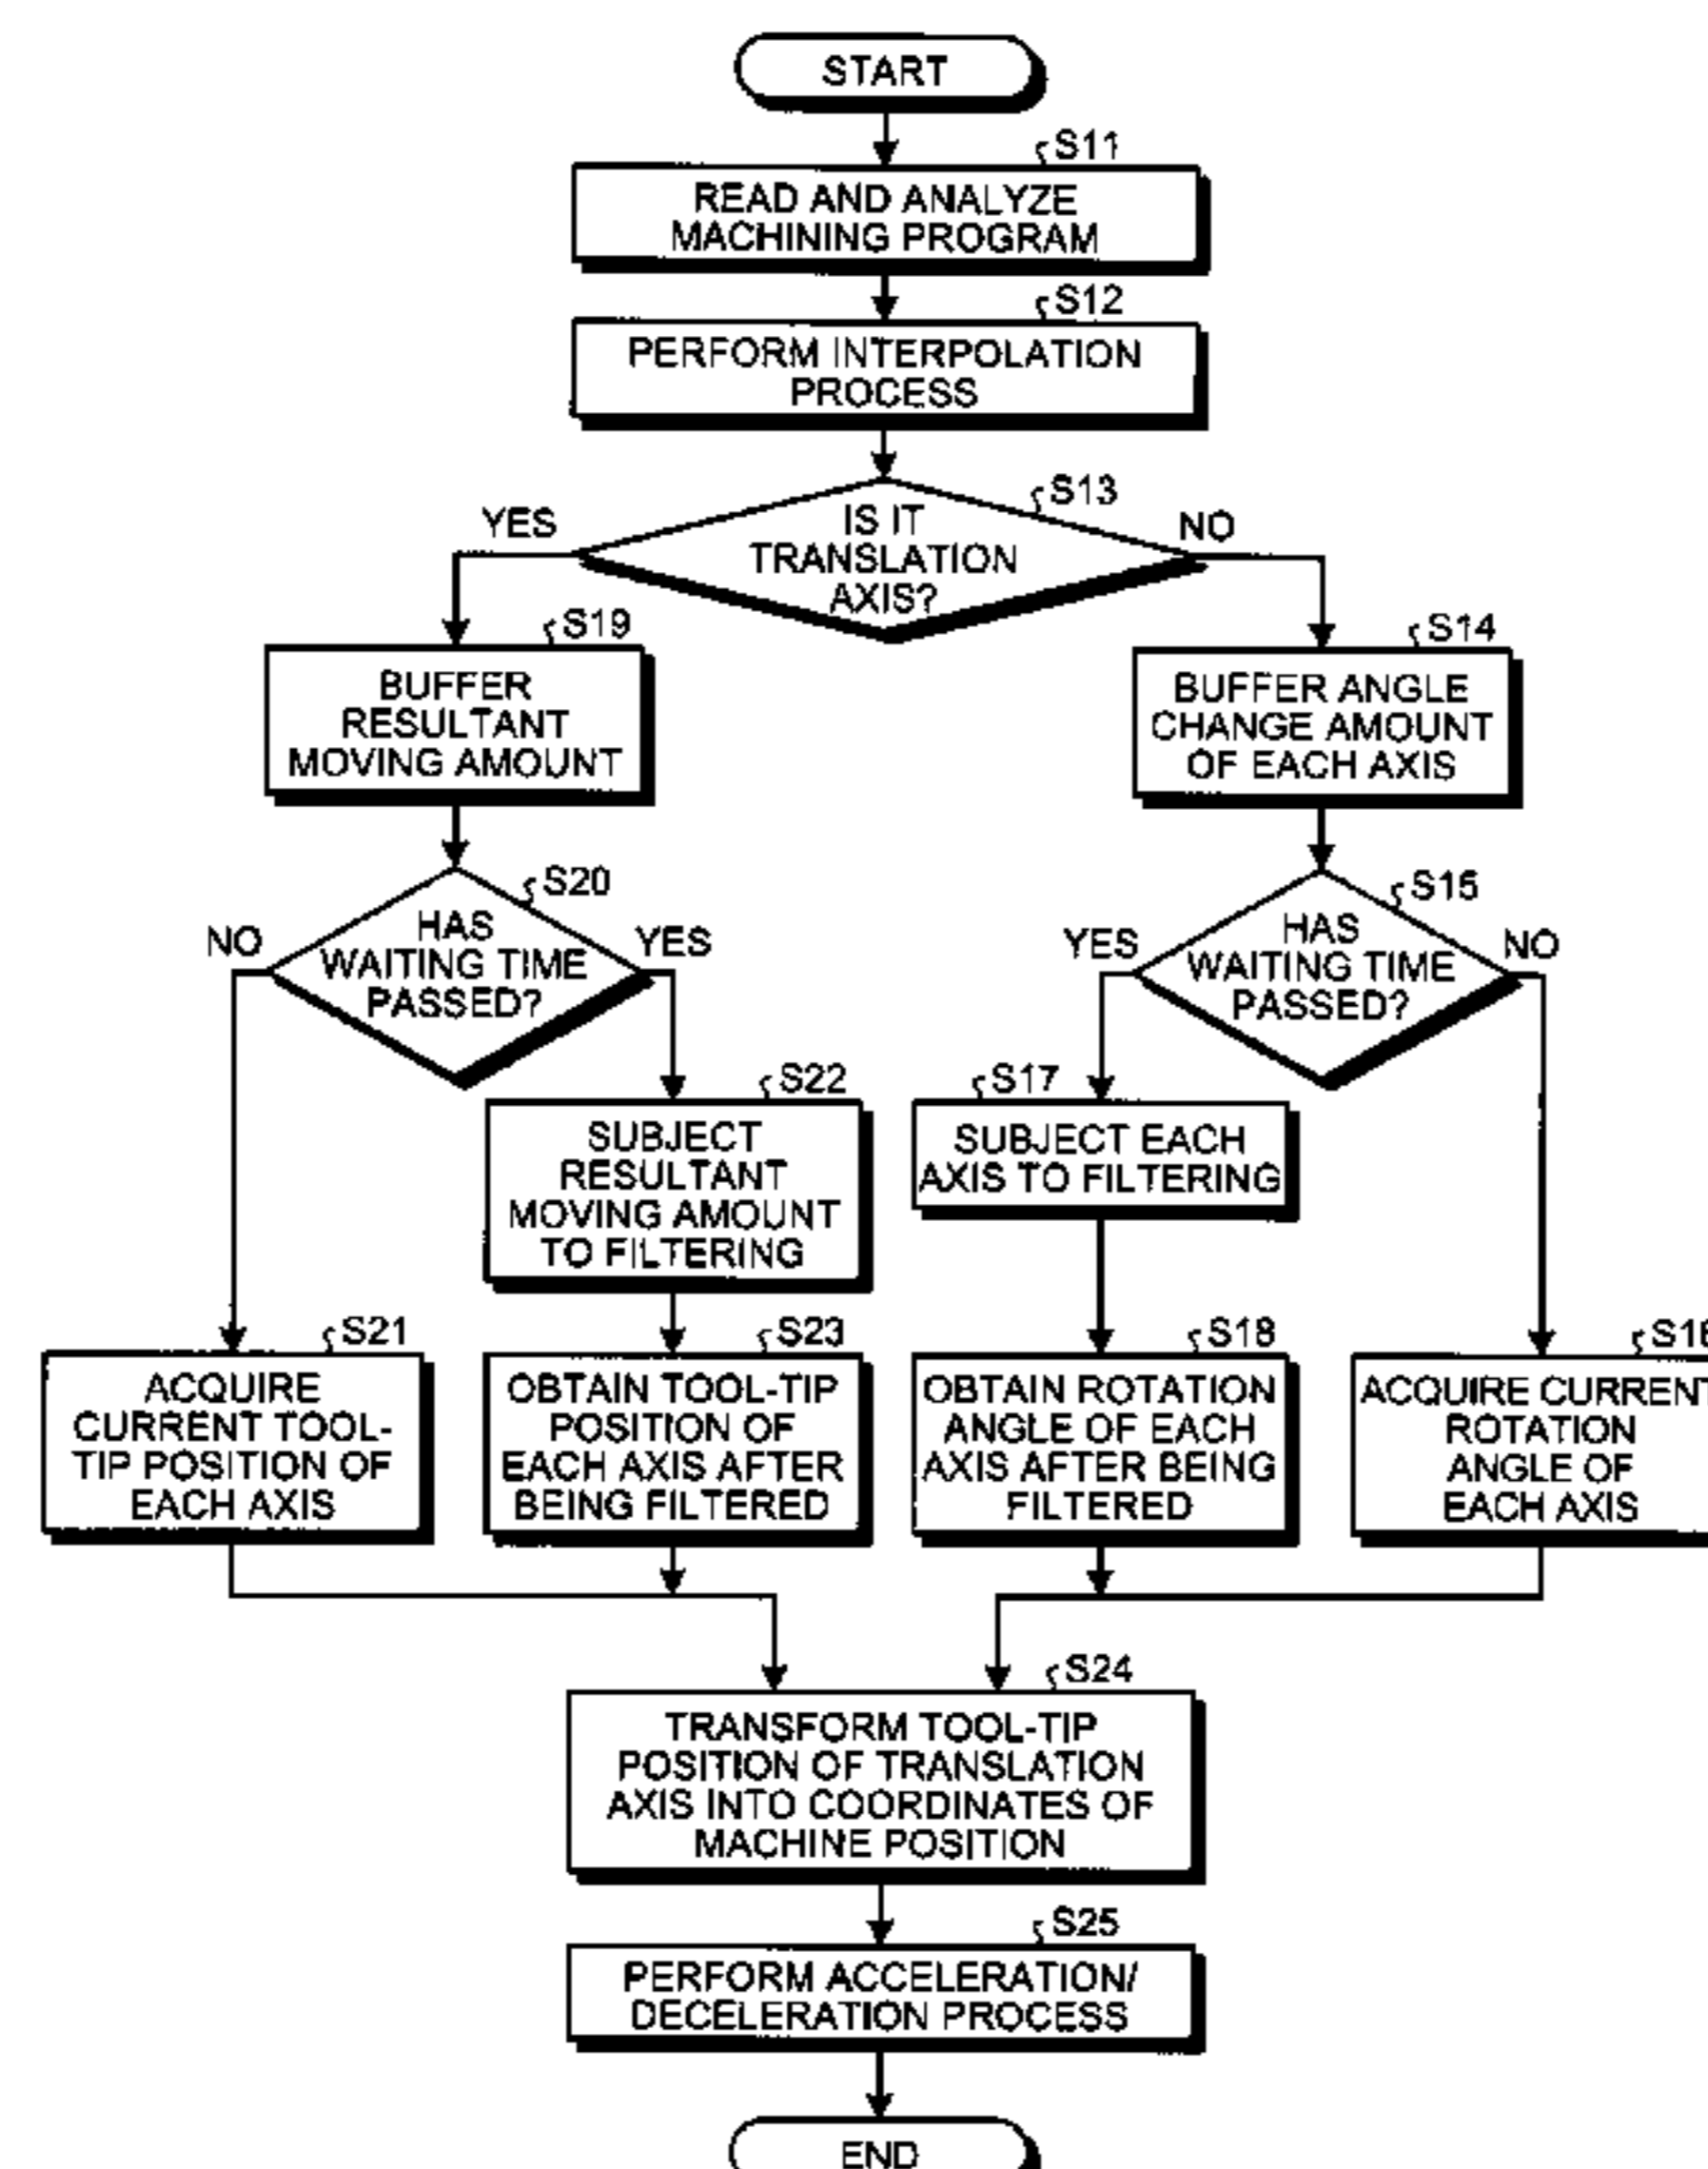 START
S11
READ AND ANALYZE
MACHINING PROGRAM
S12
PERFORM INTERPOLATION
PROCESS
S13
IS IT
TRANSLATION
AXIS?
YES
NO
S19
BUFFER
RESULTANT
MOVING AMOUNT
S14
BUFFER ANGLE
CHANGE AMOUNT
OF EACH AXIS
S20
HAS
WAITING TIME
PASSED?
NO
YES
S15
HAS
WAITING TIME
PASSED?
YES
NO
S22
SUBJECT
RESULTANT
MOVING AMOUNT
TO FILTERING
S17
SUBJECT EACH
AXIS TO FILTERING
S21
ACQUIRE
CURRENT TOOL-
TIP POSITION OF
EACH AXIS
S23
OBTAIN TOOL-TIP
POSITION OF
EACH AXIS AFTER
BEING FILTERED
S18
OBTAIN ROTATION
ANGLE OF EACH
AXIS AFTER BEING
FILTERED
S16
ACQUIRE CURRENT
ROTATION
ANGLE OF
EACH AXIS
S24
TRANSFORM TOOL-TIP
POSITION OF TRANSLATION
AXIS INTO COORDINATES OF
MACHINE POSITION
S25
PERFORM ACCELERATION/
DECELERATION PROCESS
END